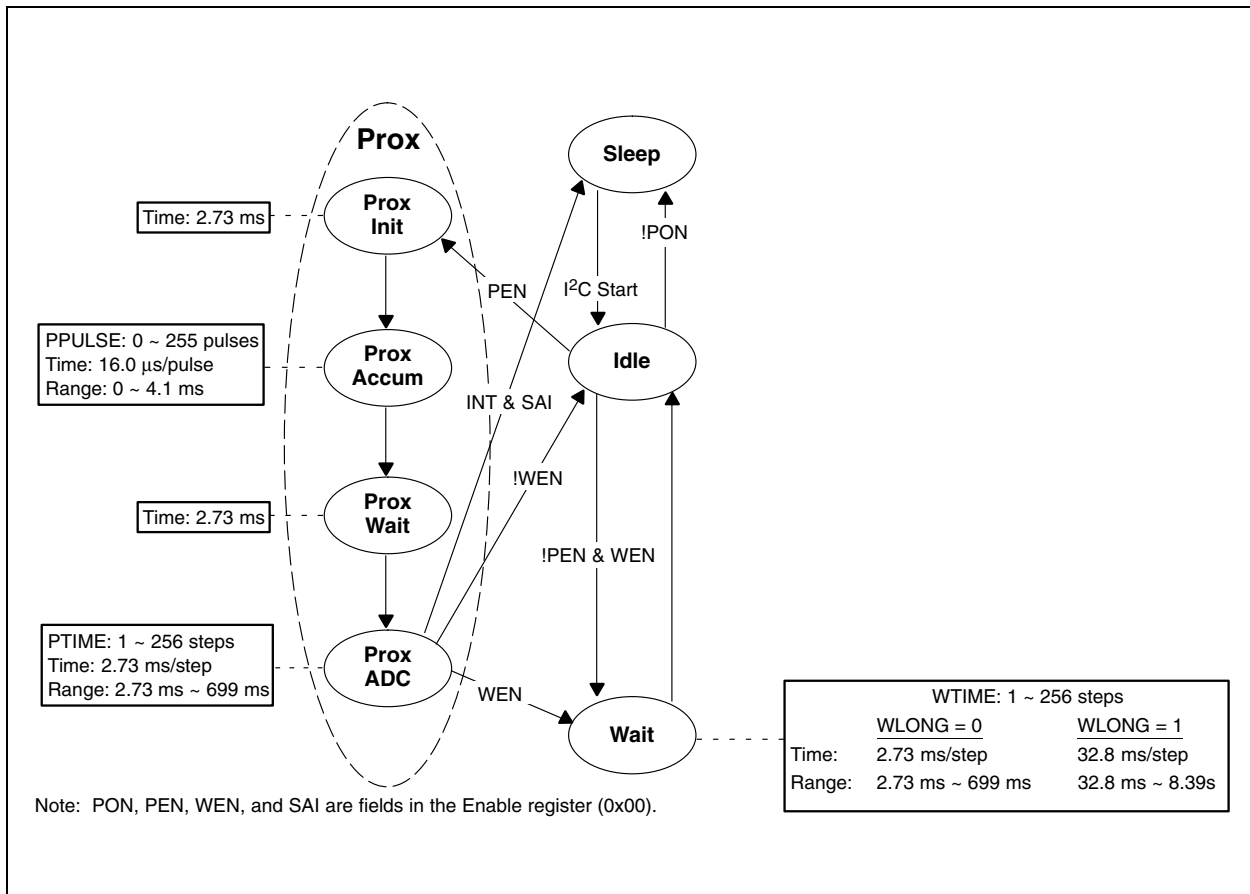 Prox
Sleep
Prox
Init
Time: 2.73 ms
!PON
PEN
I²C Start
PPULSE: 0 ~ 255 pulses
Time: 16.0 μs/pulse
Range: 0 ~ 4.1 ms
Prox
Accum
Idle
INT & SAI
!WEN
Prox
Wait
Time: 2.73 ms
!PEN & WEN
PTIME: 1 ~ 256 steps
Time: 2.73 ms/step
Range: 2.73 ms ~ 699 ms
Prox
ADC
WEN
Wait
WTIME: 1 ~ 256 steps
WLONG = 0 WLONG = 1
Time: 2.73 ms/step 32.8 ms/step
Range: 2.73 ms ~ 699 ms 32.8 ms ~ 8.39s
Note: PON, PEN, WEN, and SAI are fields in the Enable register (0x00).